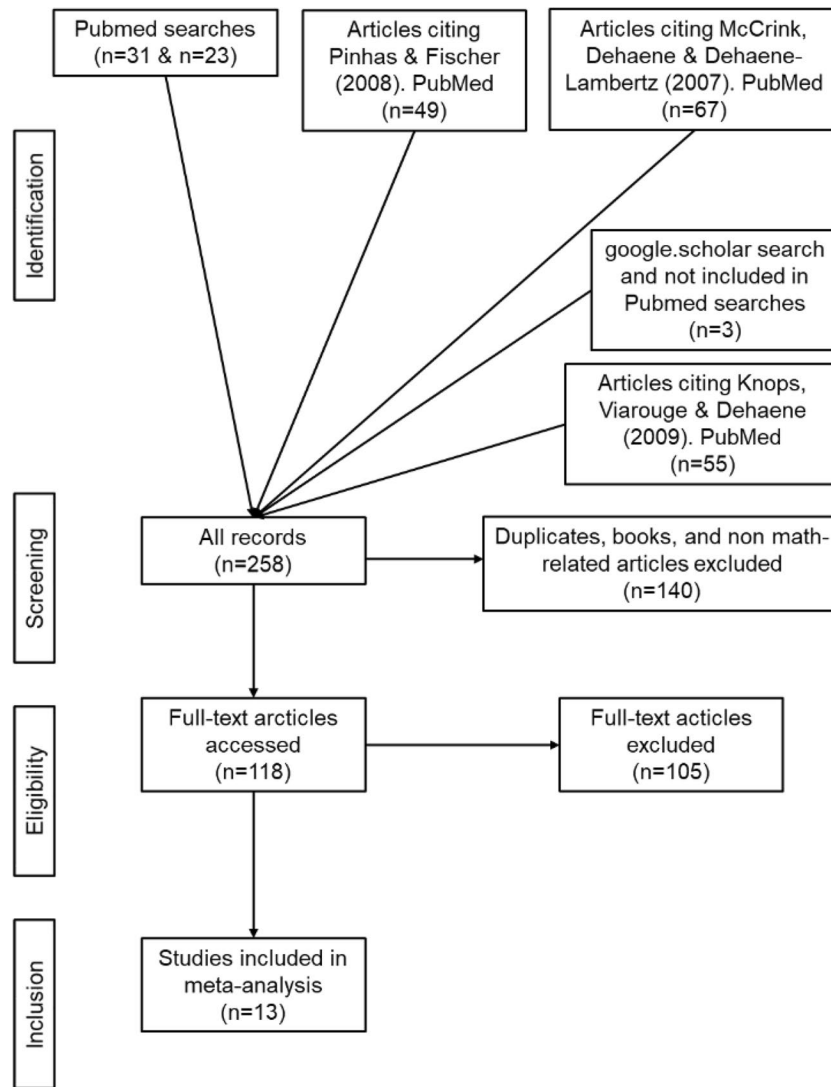 Pubmed searches
(n=31 & n=23)
Articles citing
Pinhas & Fischer
(2008). PubMed
(n=49)
Articles citing McCrink,
Dehaene & Dehaene-
Lambertz (2007). PubMed
(n=67)
Identification
google.scholar search
and not included in
Pubmed searches
(n=3)
Articles citing Knops,
Viarouge & Dehaene
(2009). PubMed
(n=55)
Screening
All records
(n=258)
Duplicates, books, and non math-
related articles excluded
(n=140)
Eligibility
Full-text arcticles
accessed
(n=118)
Full-text acticles
excluded
(n=105)
Inclusion
Studies included in
meta-analysis
(n=13)